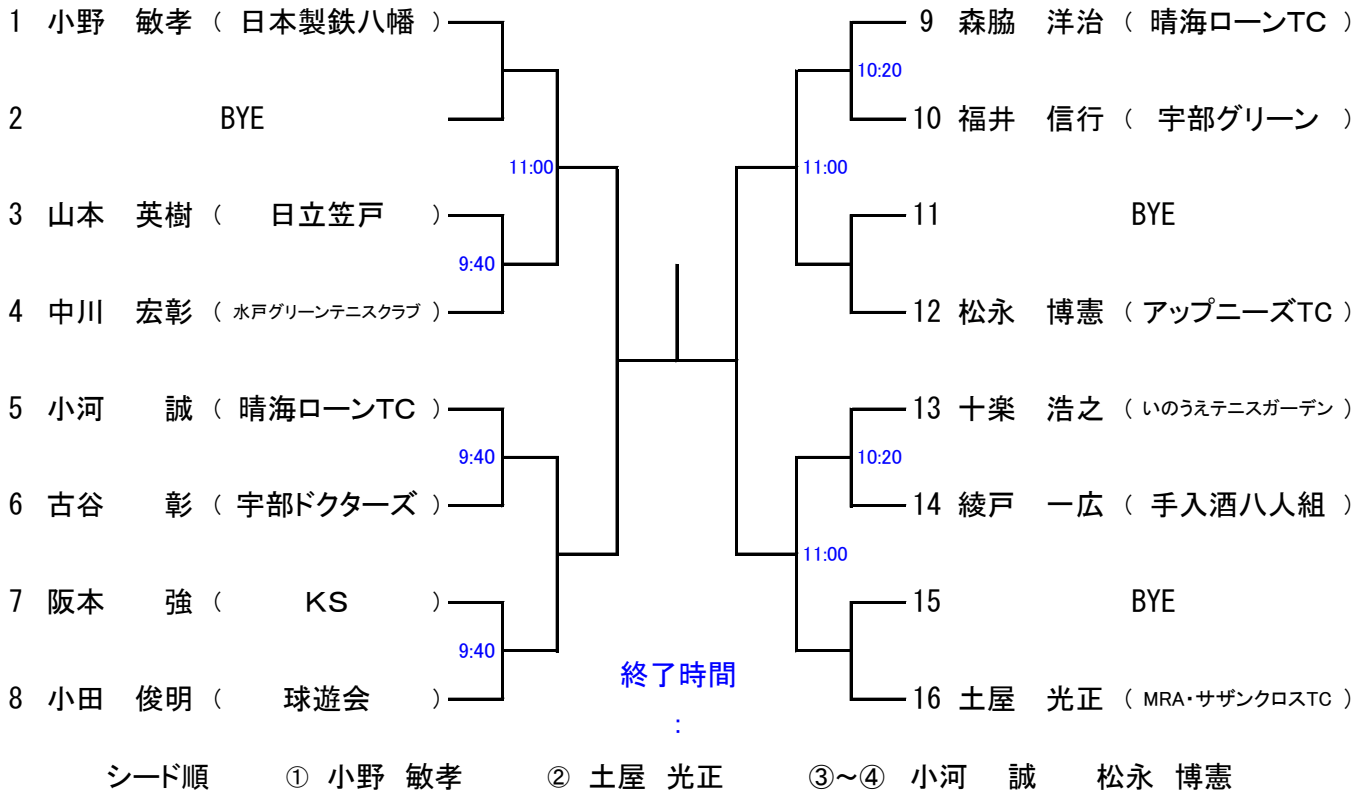 1 小野 敏孝 ( 日本製鉄八幡 )
2 BYE
11:00
3 山本 英樹 ( 日立笠戸 )
9:40
4 中川 宏彰 ( 水戸グリーンテニスクラブ )
5 小河 誠 ( 晴海ローンTC )
9:40
6 古谷 彰 ( 宇部ドクターズ )
7 阪本 強 ( KS )
9:40
8 小田 俊明 ( 球遊会 )
9 森脇 洋治 ( 晴海ローンTC )
10:20
10 福井 信行 ( 宇部グリーン )
11:00
11 BYE
12 松永 博憲 ( アップニーズTC )
13 十楽 浩之 ( いのうえテニスガーデン )
10:20
14 綾戸 一広 ( 手入酒八人組 )
11:00
15 BYE
16 土屋 光正 ( MRA・サザンクロスTC )
終了時間
:
シード順 ① 小野 敏孝 ② 土屋 光正 ③~④ 小河 誠 松永 博憲